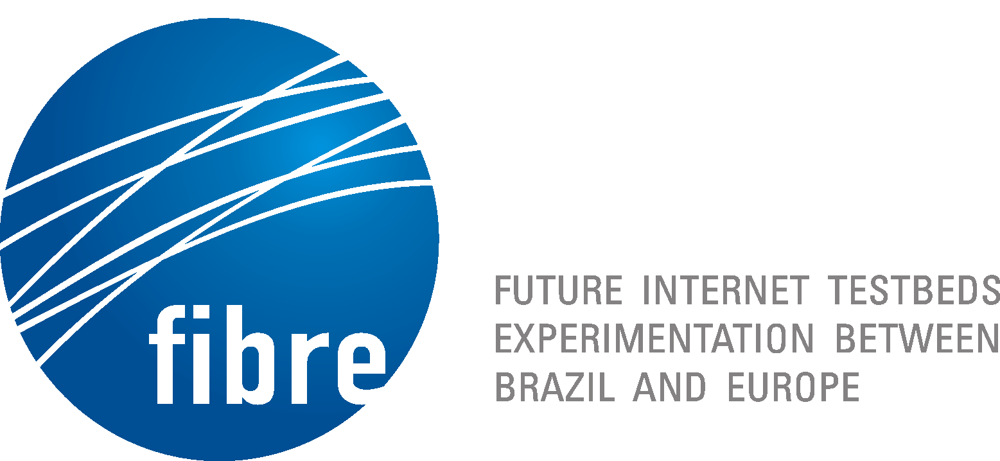 fibre
FUTURE INTERNET TESTBEDS
EXPERIMENTATION BETWEEN
BRAZIL AND EUROPE